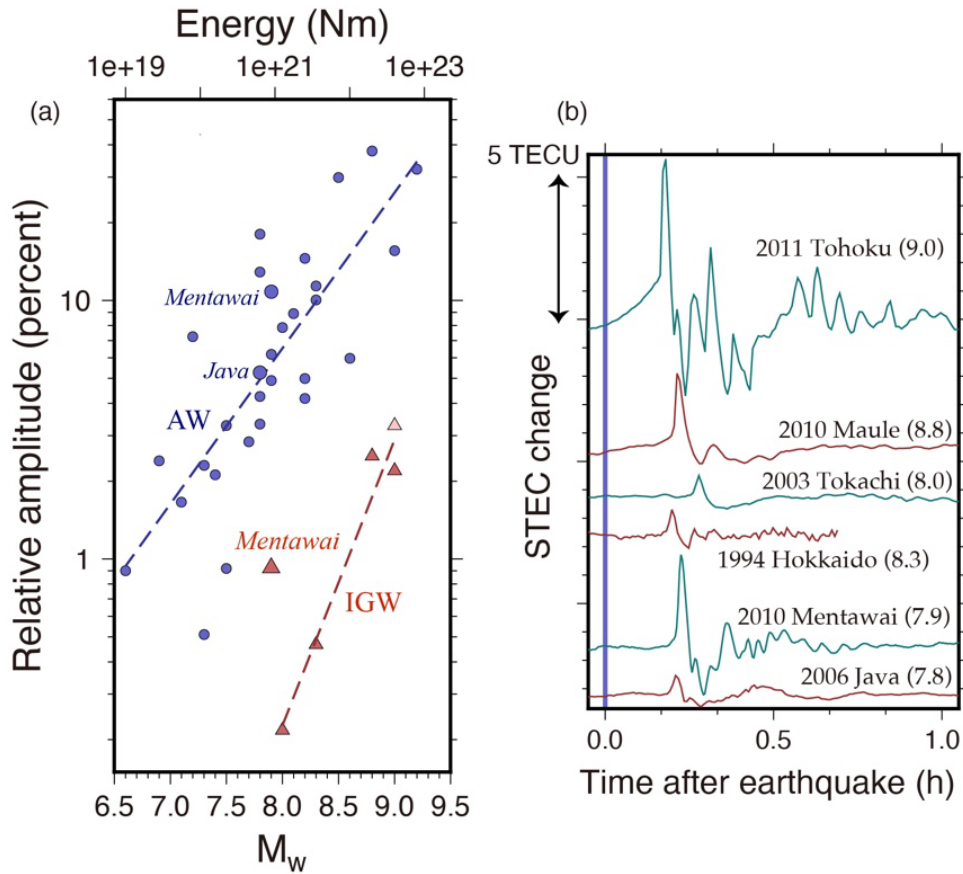 Energy (Nm)
1e+19 1e+21 1e+23
(a)
Relative amplitude (percent)
10
1
Mentawai
Java
AW
Mentawai
IGW
6.5 7.0 7.5 8.0 8.5 9.0 9.5
Mw
(b)
5 TECU
STEC change
2011 Tohoku (9.0)
2010 Maule (8.8)
2003 Tokachi (8.0)
1994 Hokkaido (8.3)
2010 Mentawai (7.9)
2006 Java (7.8)
0.0 0.5 1.0
Time after earthquake (h)